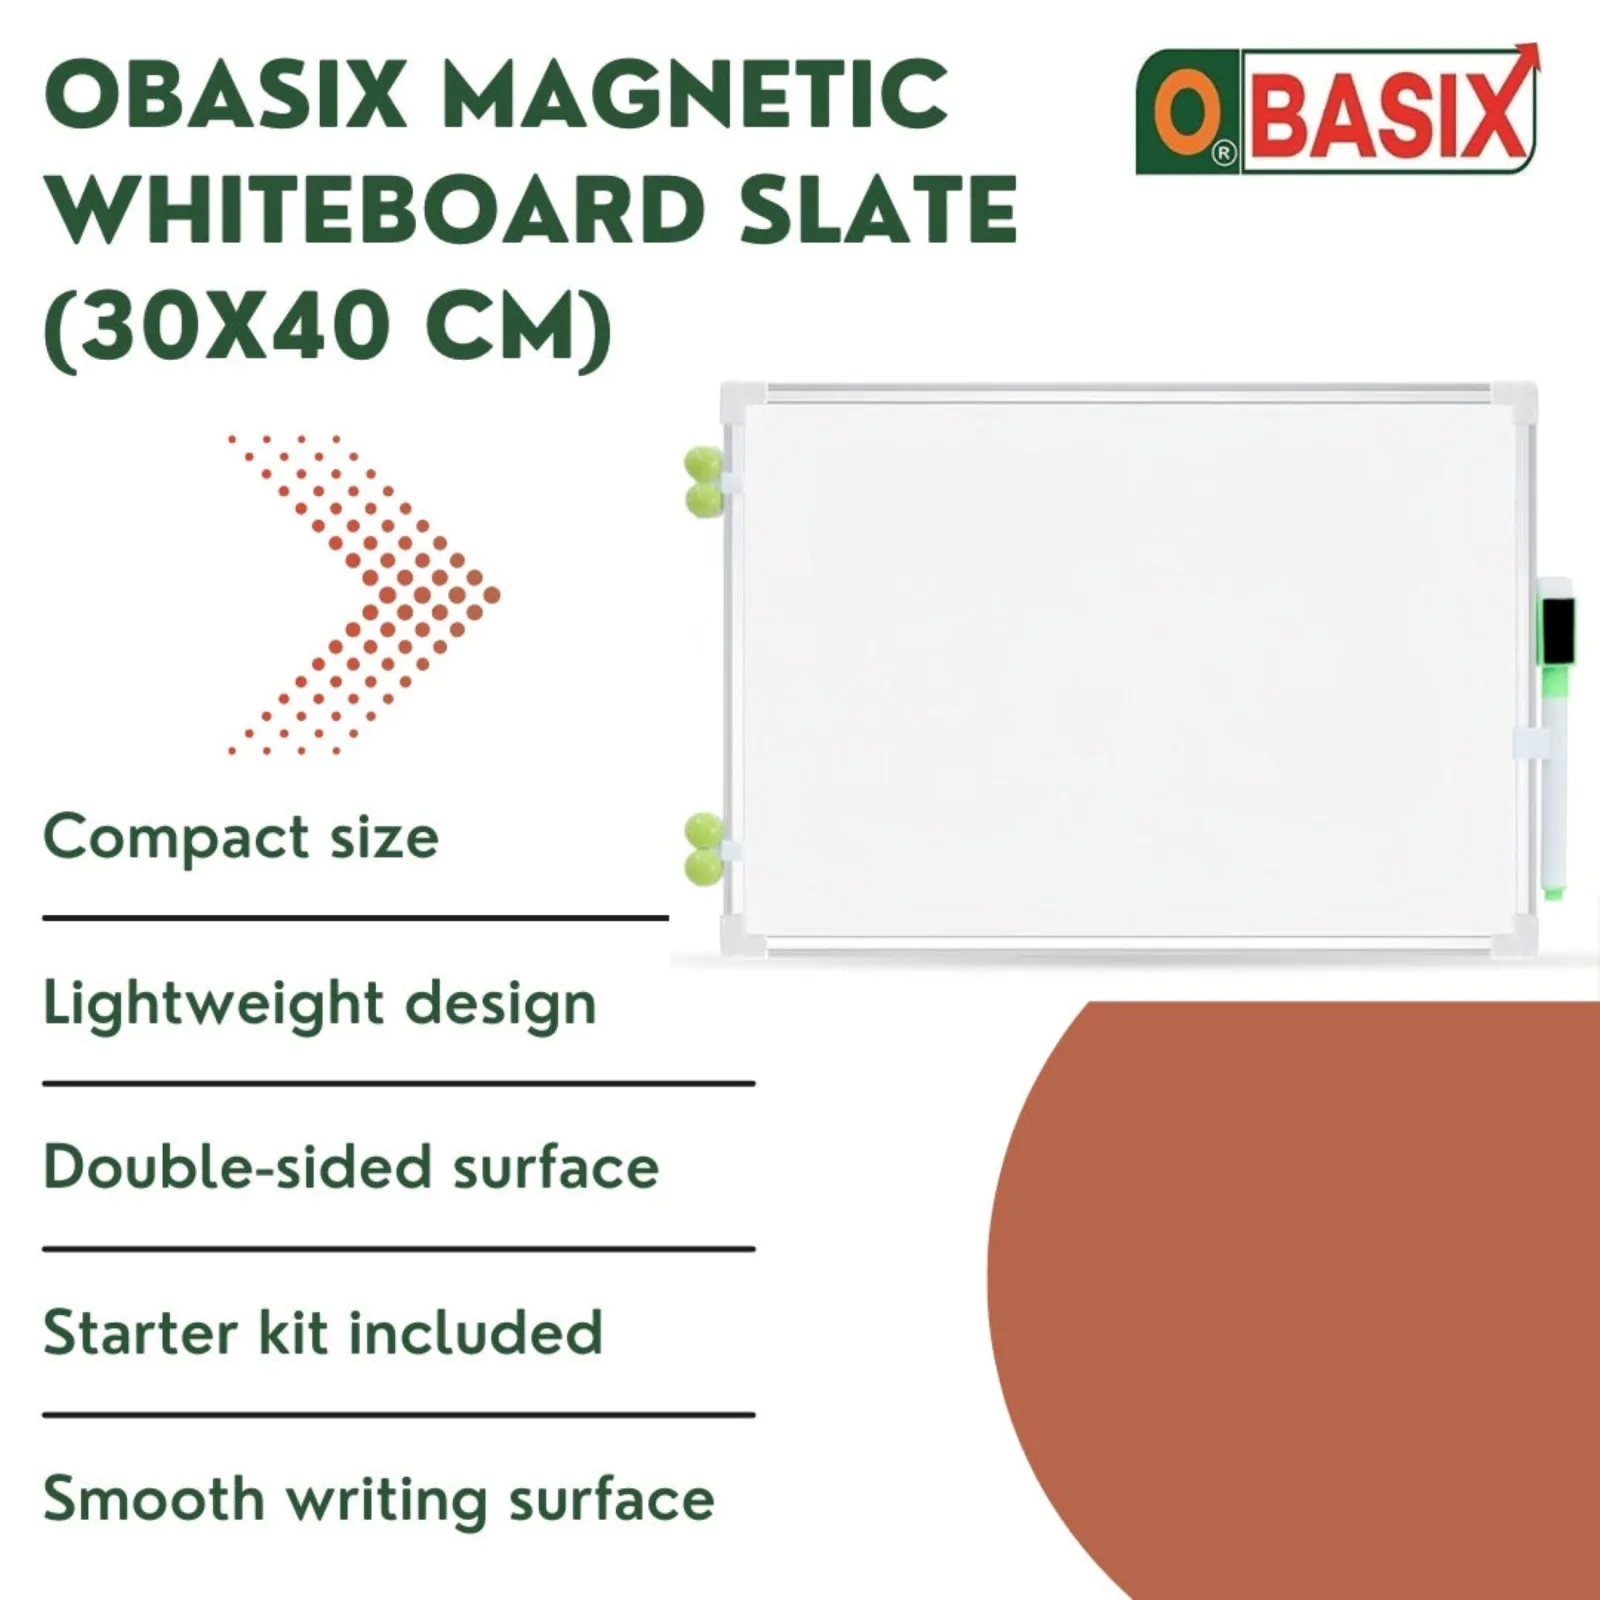 OBASIX MAGNETIC
WHITEBOARD SLATE
(30X40 CM)
OBASIX
®
Compact size
Lightweight design
Double-sided surface
Starter kit included
Smooth writing surface